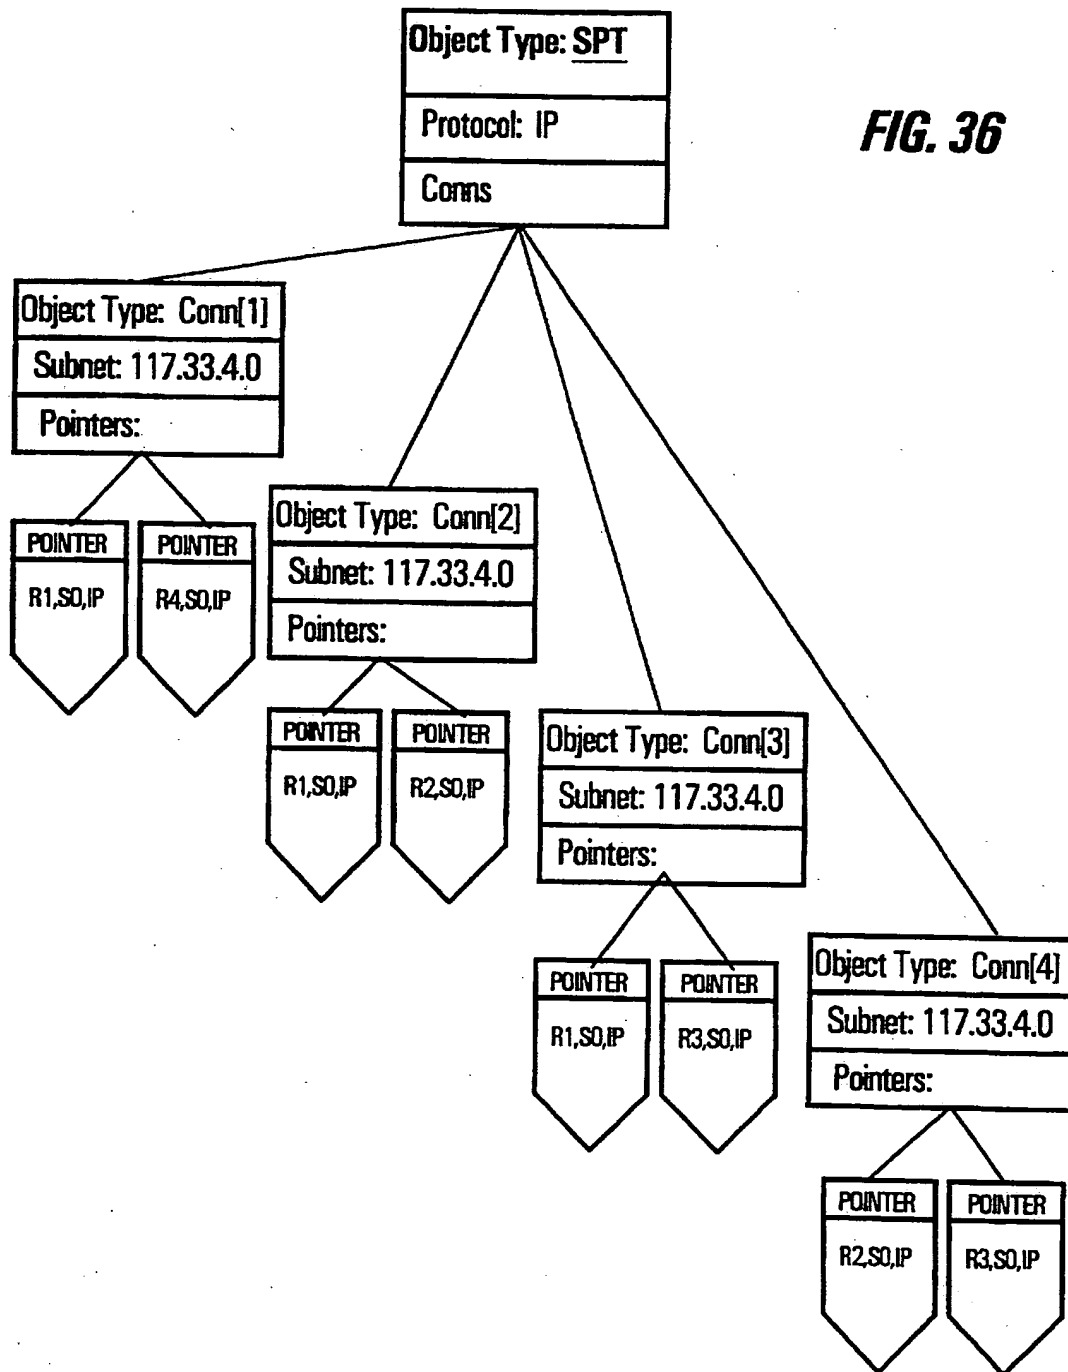 Object Type: SPT
Protocol: IP
Conns
FIG. 36
Object Type: Conn[1]
Subnet: 117.33.4.0
Pointers:
POINTER
R1,S0,IP
POINTER
R4,S0,IP
Object Type: Conn[2]
Subnet: 117.33.4.0
Pointers:
POINTER
R1,S0,IP
POINTER
R2,S0,IP
Object Type: Conn[3]
Subnet: 117.33.4.0
Pointers:
POINTER
R1,S0,IP
POINTER
R3,S0,IP
Object Type: Conn[4]
Subnet: 117.33.4.0
Pointers:
POINTER
R2,S0,IP
POINTER
R3,S0,IP